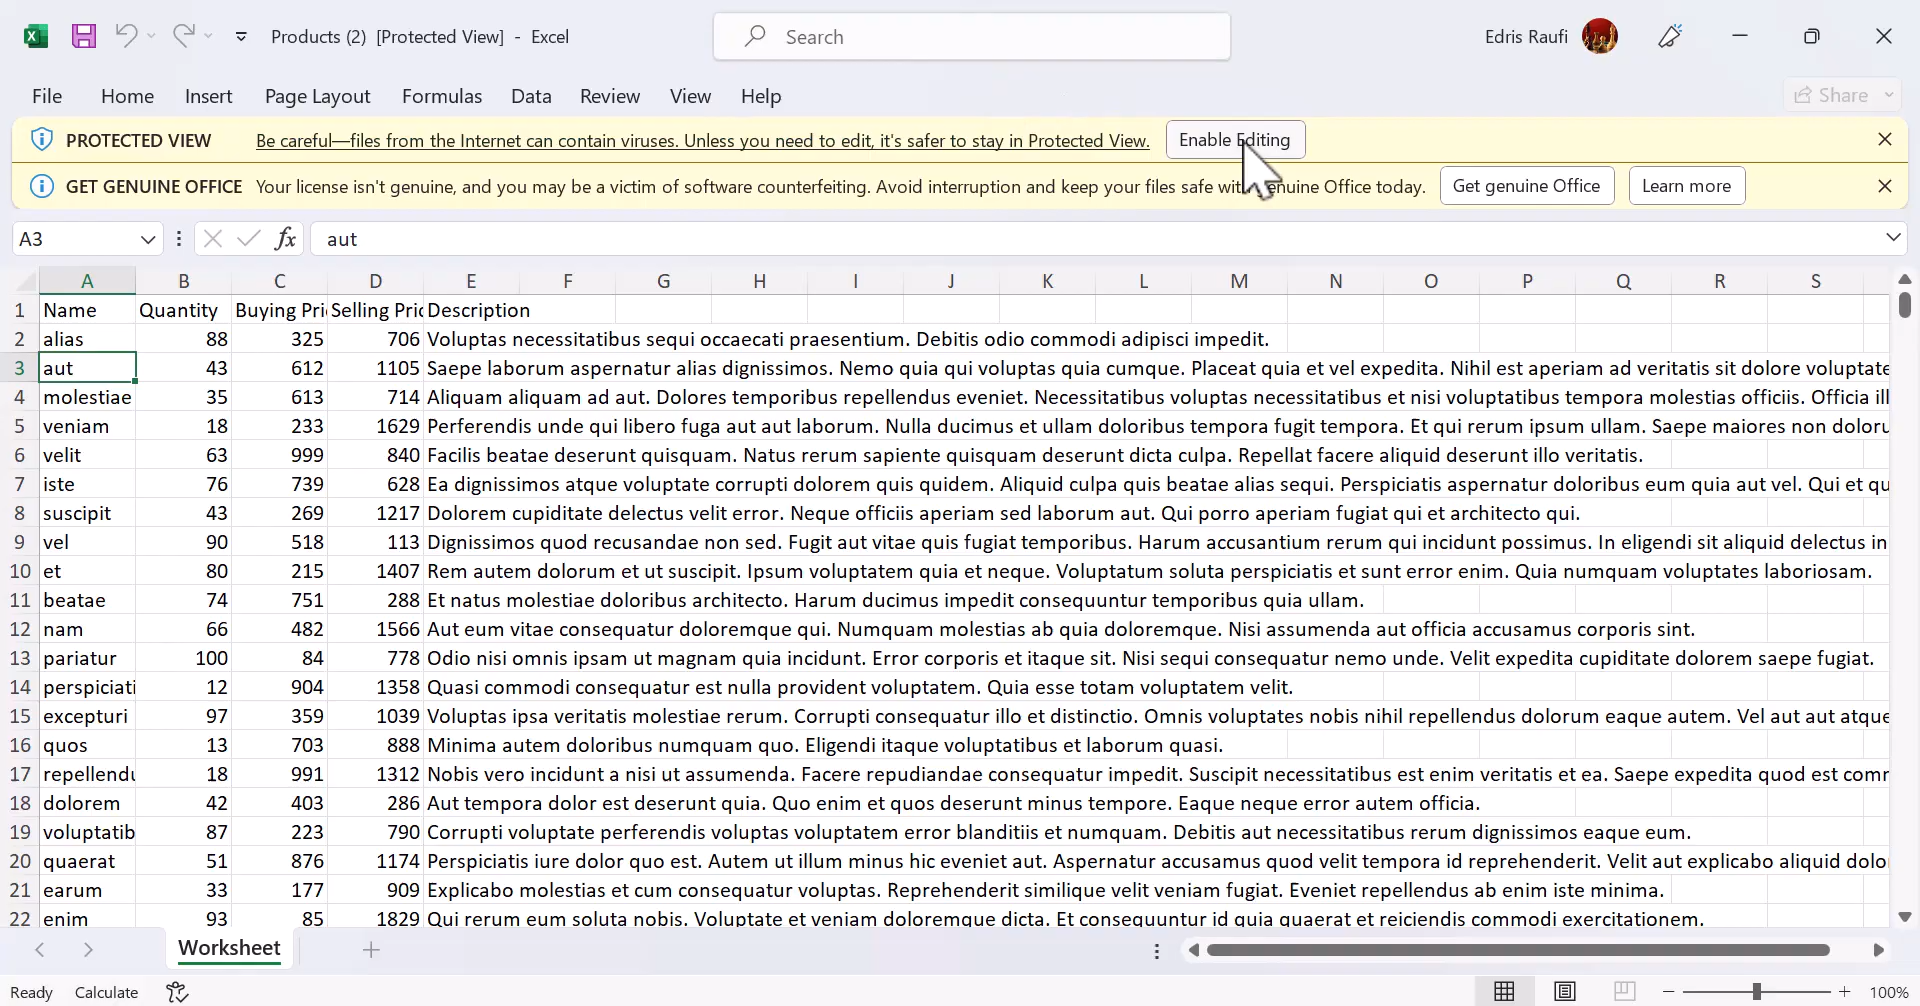 Products (2) [Protected View] - Excel
Search
Edris Raufi
File Home Insert Page Layout Formulas Data Review View Help
Share
PROTECTED VIEW Be careful—files from the Internet can contain viruses. Unless you need to edit, it's safer to stay in Protected View. Enable Editing
GET GENUINE OFFICE Your license isn't genuine, and you may be a victim of software counterfeiting. Avoid interruption and keep your files safe with genuine Office today. Get genuine Office Learn more
A3 fx aut
A B C D E F G H I J K L M N O P Q R S
1 Name Quantity Buying Pri Selling Pric Description
2 alias 88 325 706 Voluptas necessitatibus sequi occaecati praesentium. Debitis odio commodi adipisci impedit.
3 aut 43 612 1105 Saepe laborum aspernatur alias dignissimos. Nemo quia qui voluptas quia cumque. Placeat quia et vel expedita. Nihil est aperiam ad veritatis sit dolore voluptate
4 molestiae 35 613 714 Aliquam aliquam ad aut. Dolores temporibus repellendus eveniet. Necessitatibus voluptas necessitatibus et nisi voluptatibus tempora molestias officiis. Officia ill
5 veniam 18 233 1629 Perferendis unde qui libero fuga aut aut laborum. Nulla ducimus et ullam doloribus tempora fugit tempora. Et qui rerum ipsum ullam. Saepe maiores non doloru
6 velit 63 999 840 Facilis beatae deserunt quisquam. Natus rerum sapiente quisquam deserunt dicta culpa. Repellat facere aliquid deserunt illo veritatis.
7 iste 76 739 628 Ea dignissimos atque voluptate corrupti dolorem quis quidem. Aliquid culpa quis beatae alias sequi. Perspiciatis aspernatur doloribus eum quia aut vel. Qui et qu
8 suscipit 43 269 1217 Dolorem cupiditate delectus velit error. Neque officiis aperiam sed laborum aut. Qui porro aperiam fugiat qui et architecto qui.
9 vel 90 518 113 Dignissimos quod recusandae non sed. Fugit aut vitae quis fugiat temporibus. Harum accusantium rerum qui incidunt possimus. In eligendi sit aliquid delectus in
10 et 80 215 1407 Rem autem dolorum et ut suscipit. Ipsum voluptatem quia et neque. Voluptatum soluta perspiciatis et sunt error enim. Quia numquam voluptates laboriosam.
11 beatae 74 751 288 Et natus molestiae doloribus architecto. Harum ducimus impedit consequuntur temporibus quia ullam.
12 nam 66 482 1566 Aut eum vitae consequatur doloremque qui. Numquam molestias ab quia doloremque. Nisi assumenda aut officia accusamus corporis sint.
13 pariatur 100 84 778 Odio nisi omnis ipsam ut magnam quia incidunt. Error corporis et itaque sit. Nisi sequi consequatur nemo unde. Velit expedita cupiditate dolorem saepe fugiat.
14 perspiciati 12 904 1358 Quasi commodi consequatur est nulla provident voluptatem. Quia esse totam voluptatem velit.
15 excepturi 97 359 1039 Voluptas ipsa veritatis molestiae rerum. Corrupti consequatur illo et distinctio. Omnis voluptates nobis nihil repellendus dolorum eaque autem. Vel aut aut atque
16 quos 13 703 888 Minima autem doloribus numquam quo. Eligendi itaque voluptatibus et laborum quasi.
17 repellendu 18 991 1312 Nobis vero incidunt a nisi ut assumenda. Facere repudiandae consequatur impedit. Suscipit necessitatibus est enim veritatis et ea. Saepe expedita quod est comr
18 dolorem 42 403 286 Aut tempora dolor est deserunt quia. Quo enim et quos deserunt minus tempore. Eaque neque error autem officia.
19 voluptatib 87 223 790 Corrupti voluptate perferendis voluptas voluptatem error blanditiis et numquam. Debitis aut necessitatibus rerum dignissimos eaque eum.
20 quaerat 51 876 1174 Perspiciatis iure dolor quo est. Autem ut illum minus hic eveniet aut. Aspernatur accusamus quod velit tempora id reprehenderit. Velit aut explicabo aliquid dolo
21 earum 33 177 909 Explicabo molestias et cum consequatur voluptas. Reprehenderit similique velit veniam fugiat. Eveniet repellendus ab enim iste minima.
22 enim 93 85 1829 Qui rerum eum soluta nobis. Voluptate et veniam doloremque dicta. Et consequuntur id quia quaerat et reiciendis commodi exercitationem.
Worksheet
Ready Calculate 100%